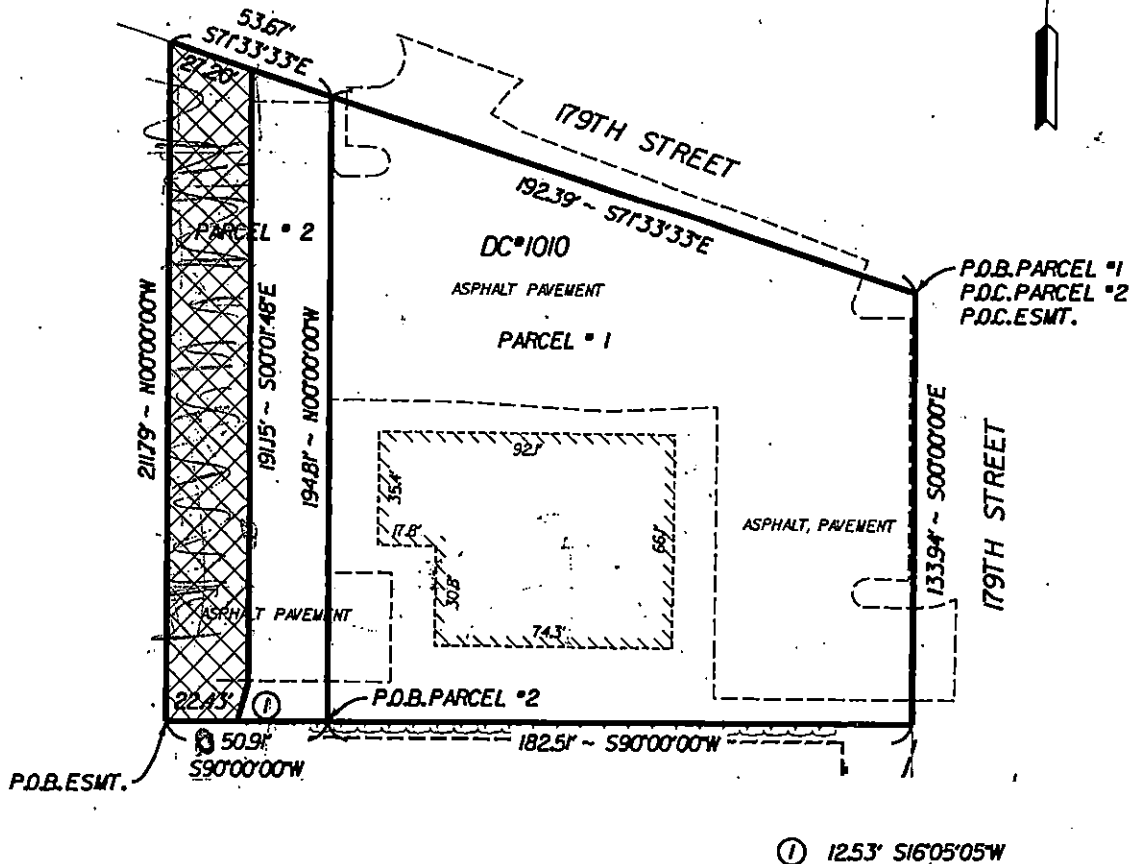 53.67'
S71°33'33"E
27.20'
179TH STREET
192.39' ~ S71°33'33"E
PARCEL #2
DC#1010
ASPHALT PAVEMENT
PARCEL #1
P.O.B. PARCEL #1
P.O.C. PARCEL #2
P.O.C. ESMT.
211.79' ~ N00°00'00"W
191.15' ~ S00°01'48"E
194.81' ~ N00°00'00"W
92.1'
35.4'
17.8'
30.8'
74.3'
66.1'
ASPHALT, PAVEMENT
133.94' ~ S00°00'00"E
179TH STREET
ASPHALT PAVEMENT
22.43'
1
P.O.B. PARCEL #2
50.91'
S90°00'00"W
182.51' ~ S90°00'00"W
P.O.B. ESMT.
1 12.53' S16°05'05"W